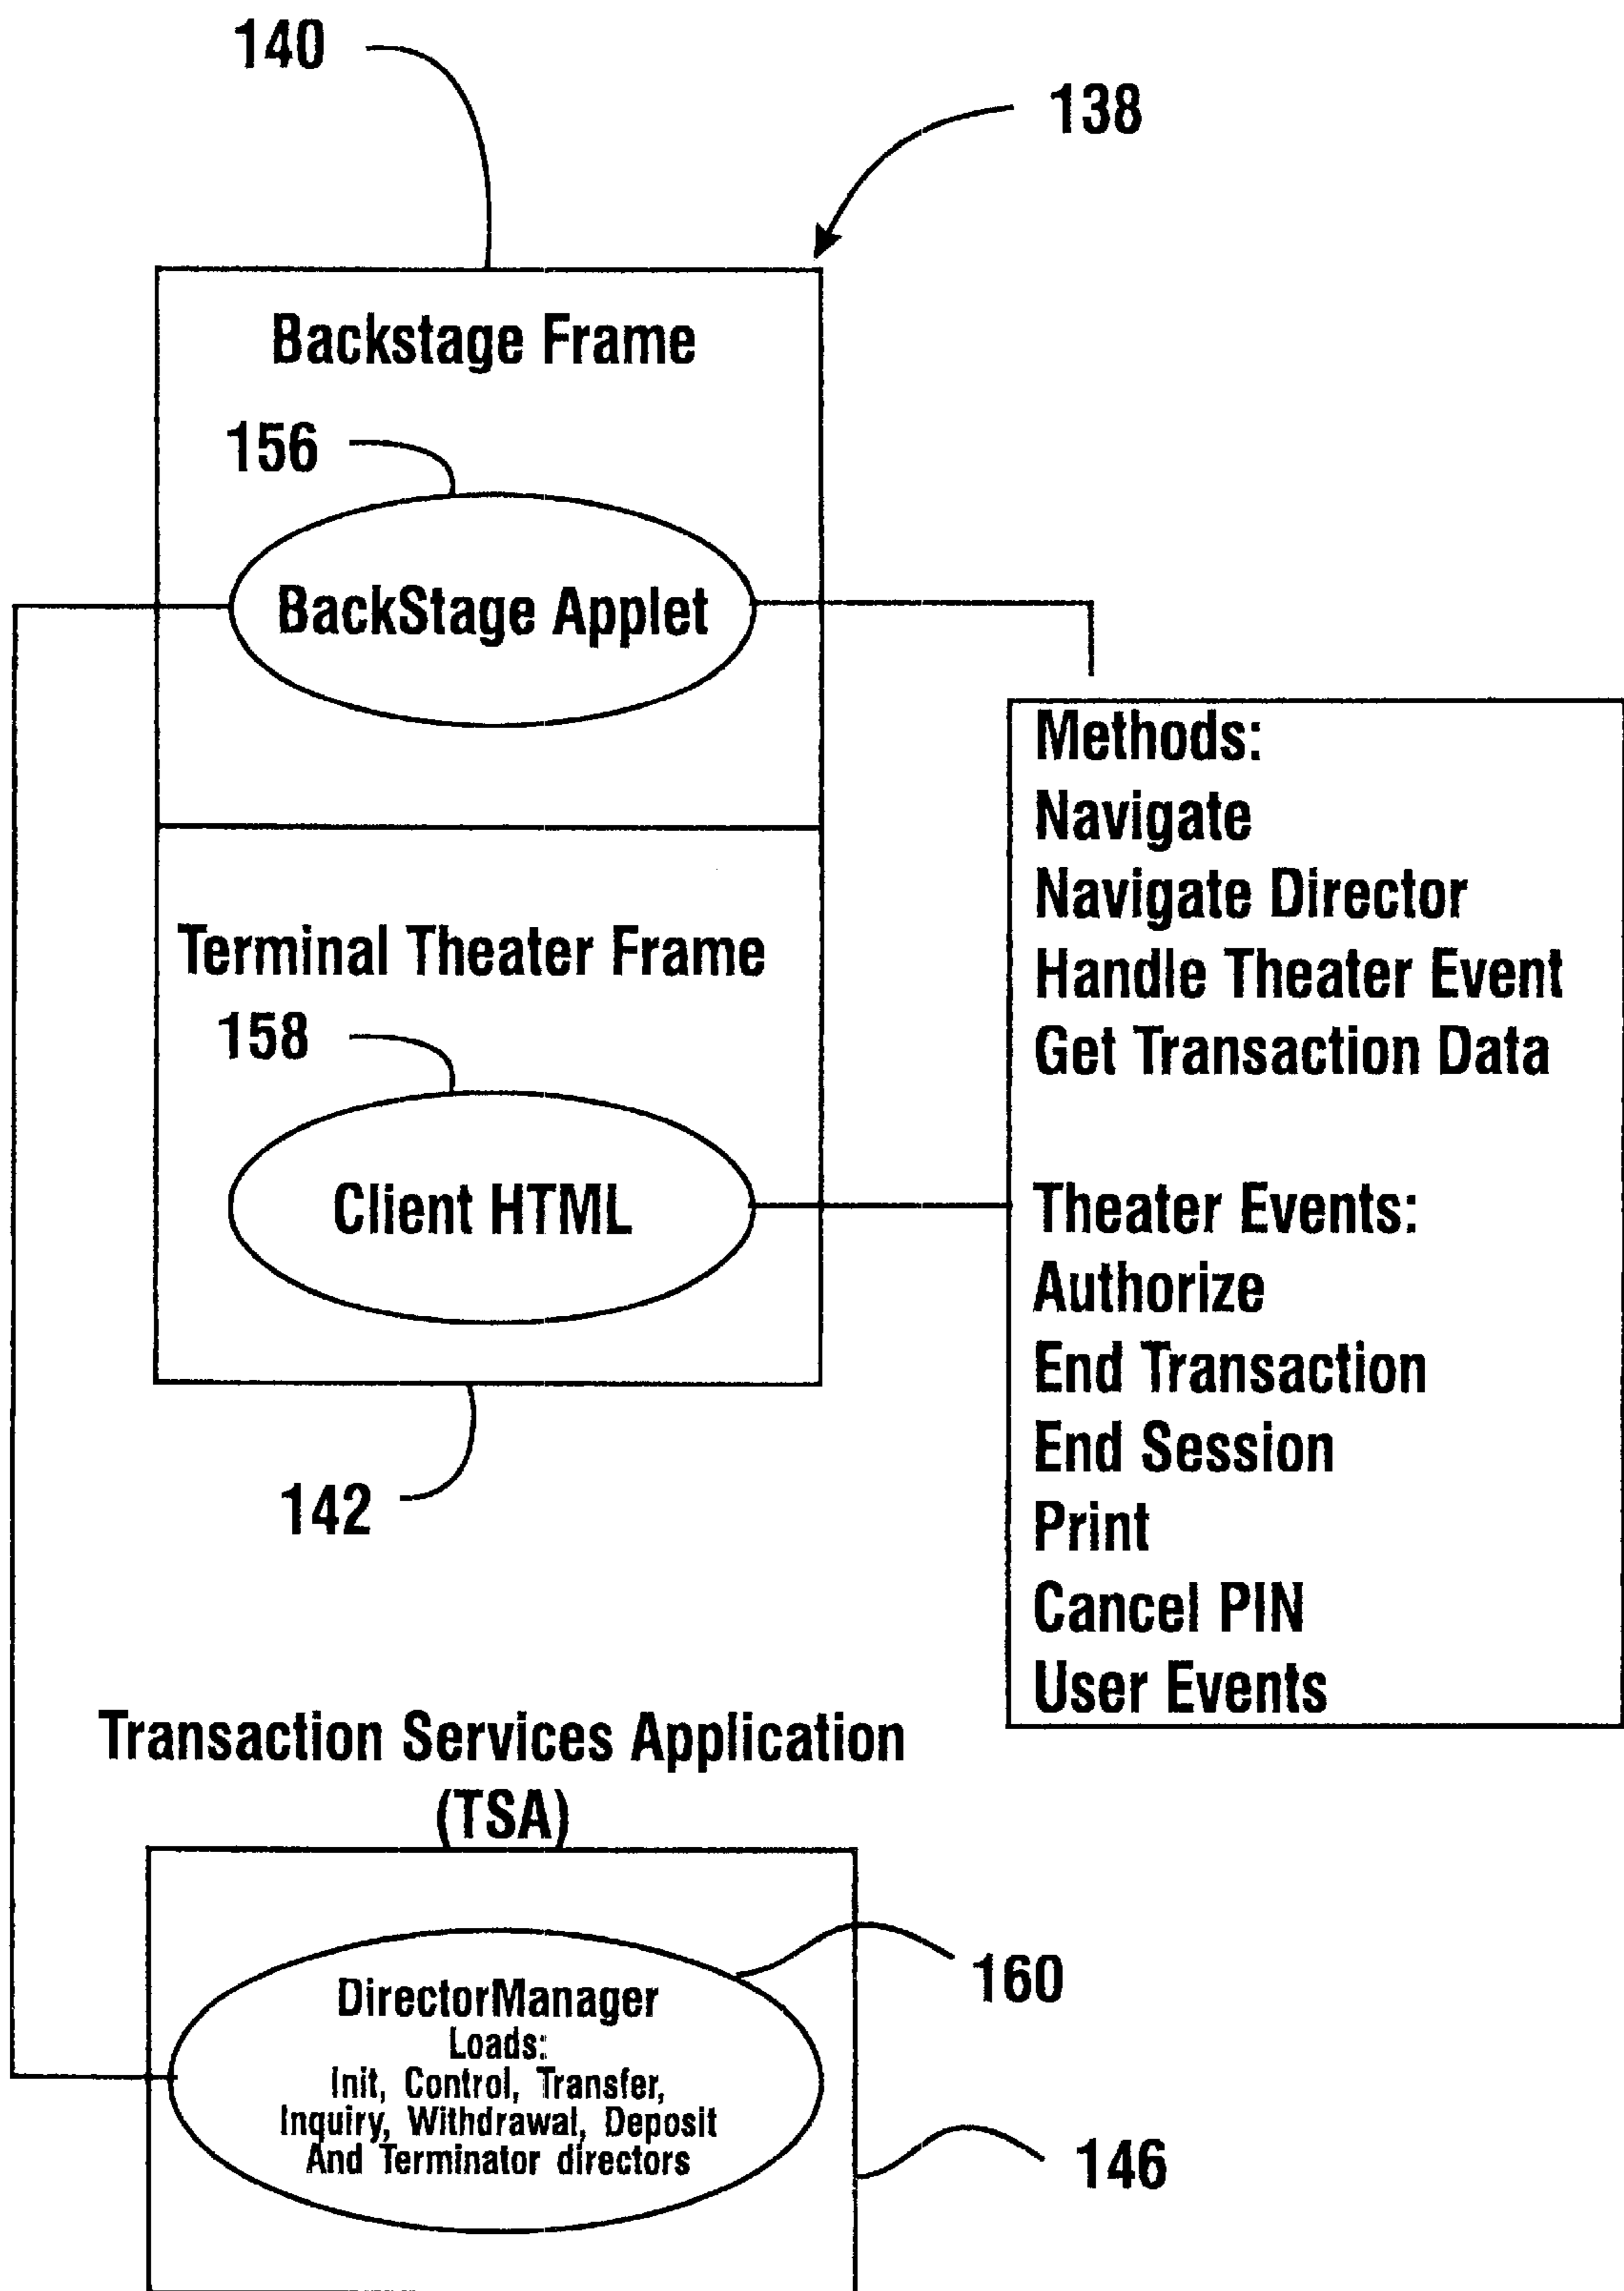 140
138
Backstage Frame
156
BackStage Applet
Methods:
Navigate
Navigate Director
Handle Theater Event
Get Transaction Data
Terminal Theater Frame
158
Client HTML
Theater Events:
Authorize
End Transaction
End Session
Print
Cancel PIN
User Events
142
Transaction Services Application
(TSA)
DirectorManager
Loads:
Init, Control, Transfer,
Inquiry, Withdrawal, Deposit
And Terminator directors
160
146